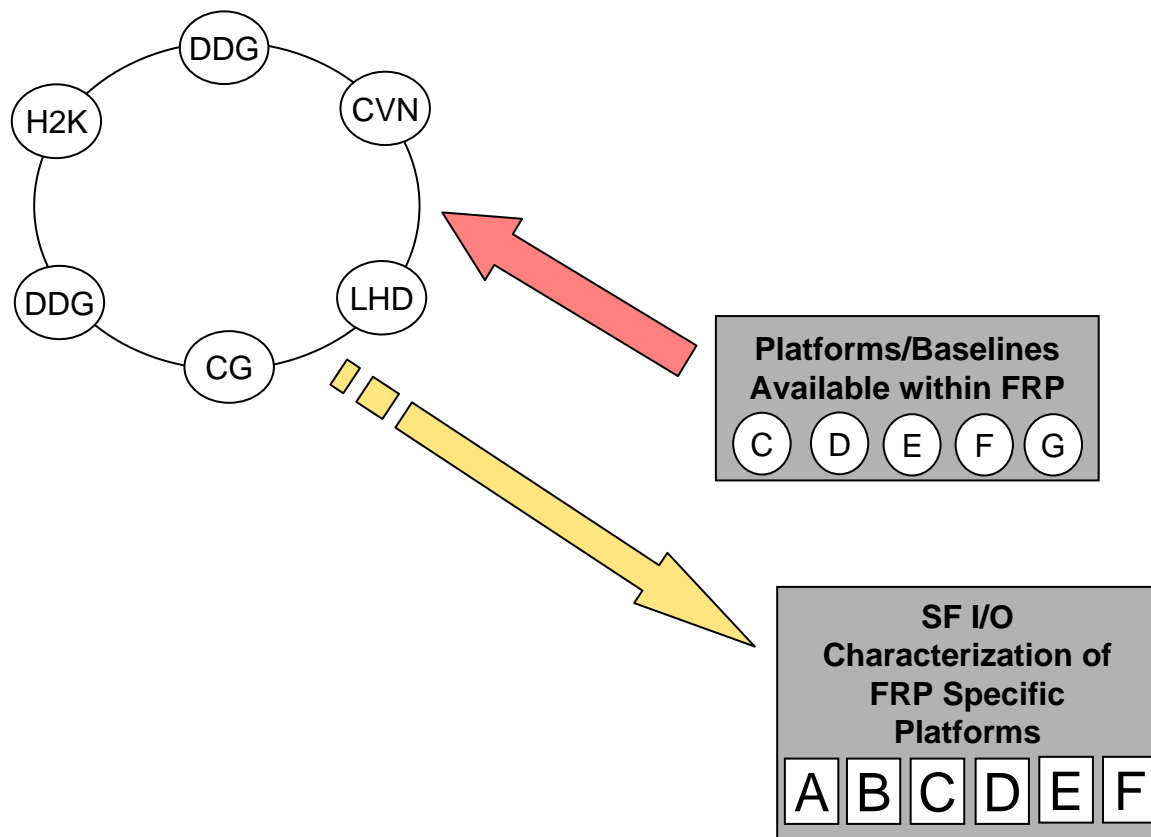 DDG
CVN
H2K
LHD
DDG
CG
Platforms/Baselines
Available within FRP
C D E F G
SF I/O
Characterization of
FRP Specific
Platforms
A B C D E F